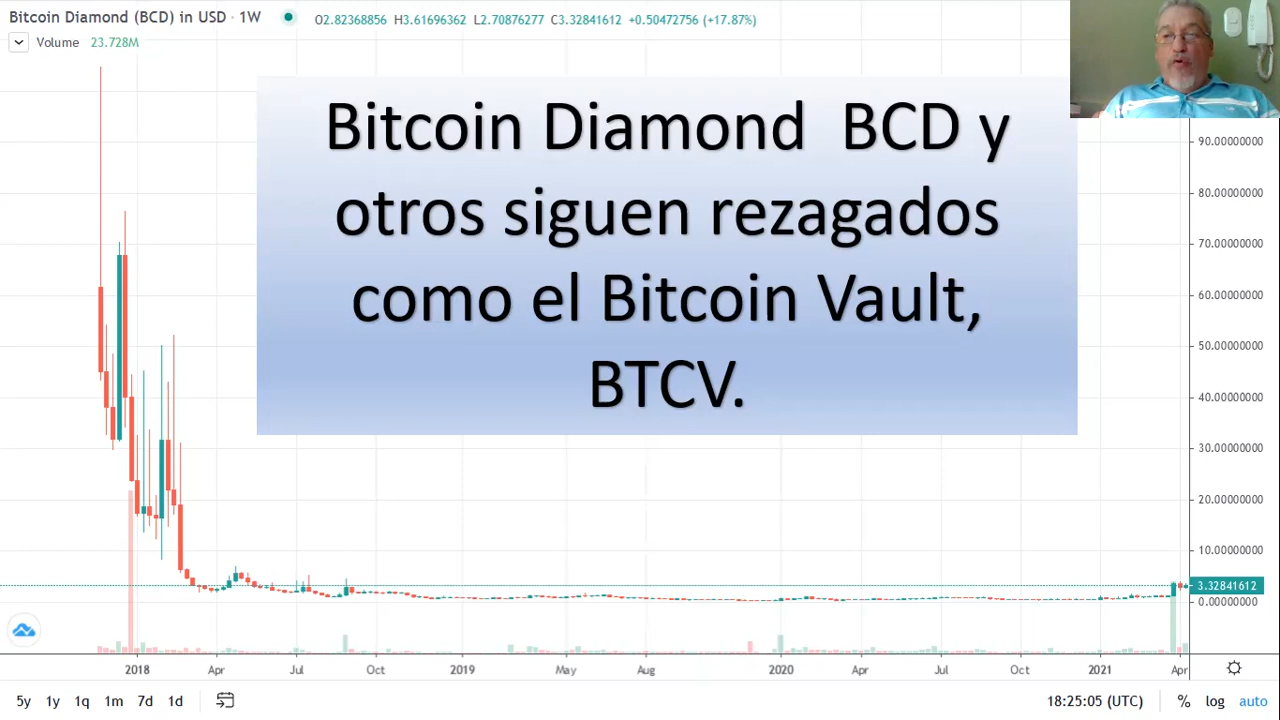 Bitcoin Diamond (BCD) in USD · 1W O2.82368856 H3.61696362 L2.70876277 C3.32841612 +0.50472756 (+17.87%)
Volume 23.728M
Bitcoin Diamond BCD y
otros siguen rezagados
como el Bitcoin Vault,
BTCV.
90.00000000
80.00000000
70.00000000
60.00000000
50.00000000
40.00000000
30.00000000
20.00000000
10.00000000
3.32841612
0.00000000
2018 Apr Jul Oct 2019 May Aug 2020 Apr Jul Oct 2021 Apr
5y 1y 1q 1m 7d 1d 18:25:05 (UTC) % log auto